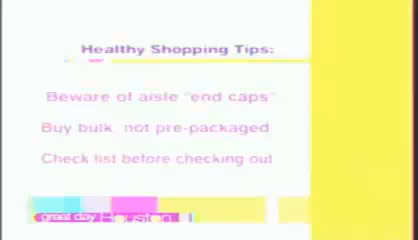 Healthy Shopping Tips:
Beware of aisle "end caps"
Buy bulk, not pre-packaged
Check list before checking out
great day Houston